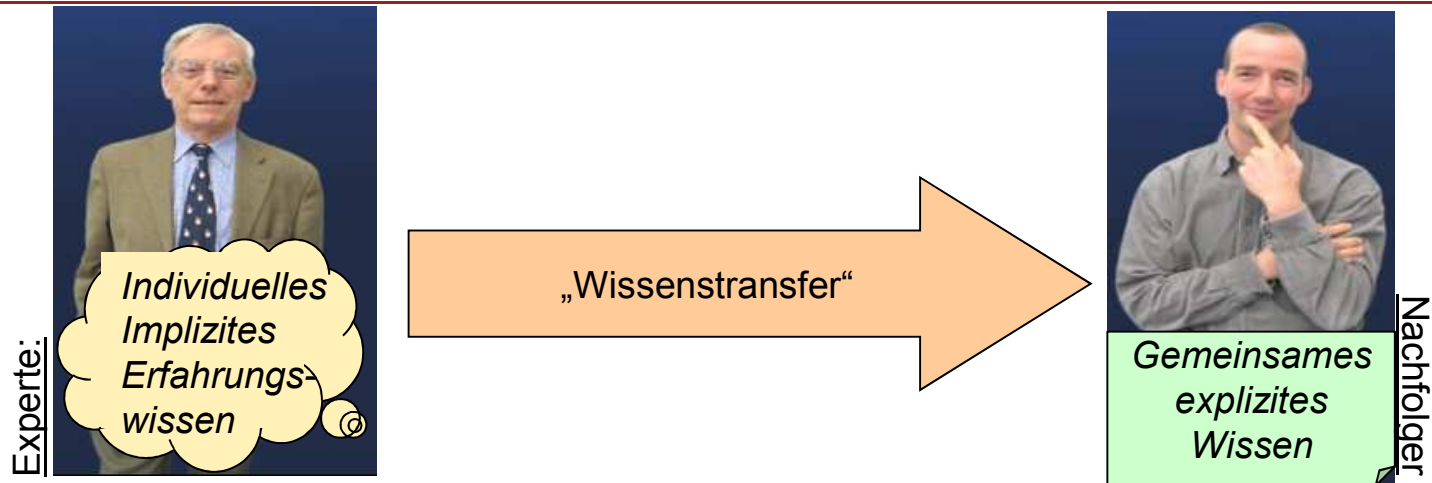 Experte:
Individuelles
Implizites
Erfahrungs-
wissen
„Wissenstransfer“
Gemeinsames
explizites
Wissen
Nachfolger